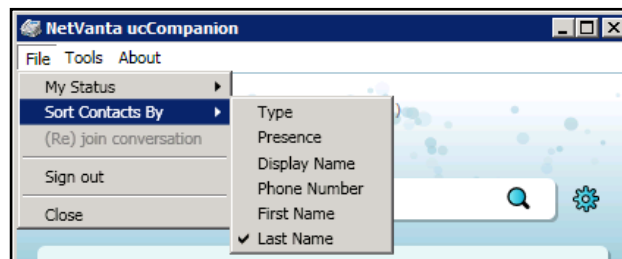 NetVanta ucCompanion
File Tools About
My Status
Sort Contacts By
(Re) join conversation
Sign out
Close
Type
Presence
Display Name
Phone Number
First Name
Last Name